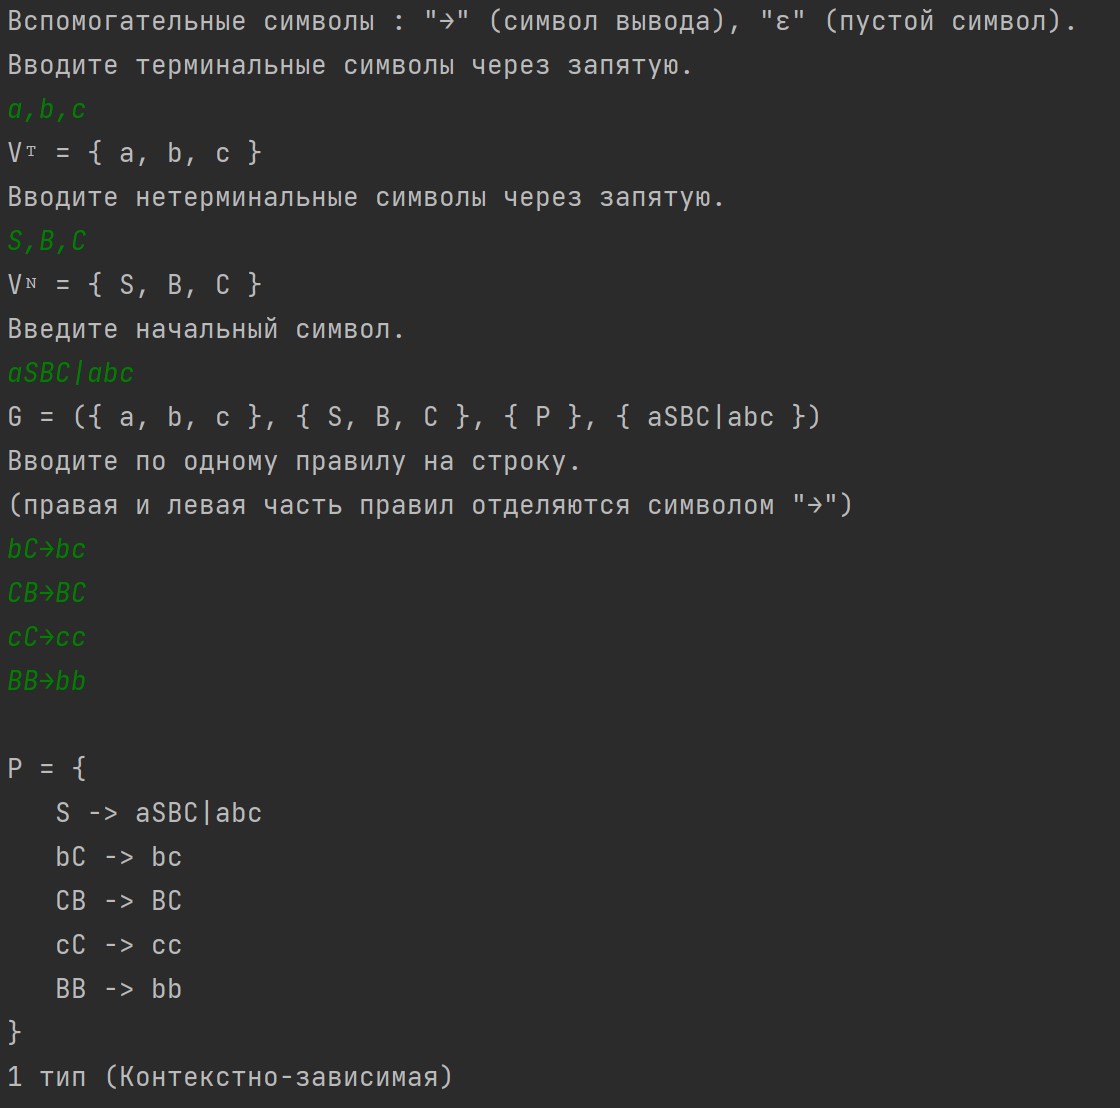 Вспомогательные символы : "→" (символ вывода), "ε" (пустой символ).
Вводите терминальные символы через запятую.
a,b,c
Vᵀ = { a, b, c }
Вводите нетерминальные символы через запятую.
S,B,C
Vᴺ = { S, B, C }
Введите начальный символ.
aSBC|abc
G = ({ a, b, c }, { S, B, C }, { P }, { aSBC|abc })
Вводите по одному правилу на строку.
(правая и левая часть правил отделяются символом "→")
bC→bc
CB→BC
cC→cc
BB→bb
P = {
S -> aSBC|abc
bC -> bc
CB -> BC
cC -> cc
BB -> bb
}
1 тип (Контекстно-зависимая)